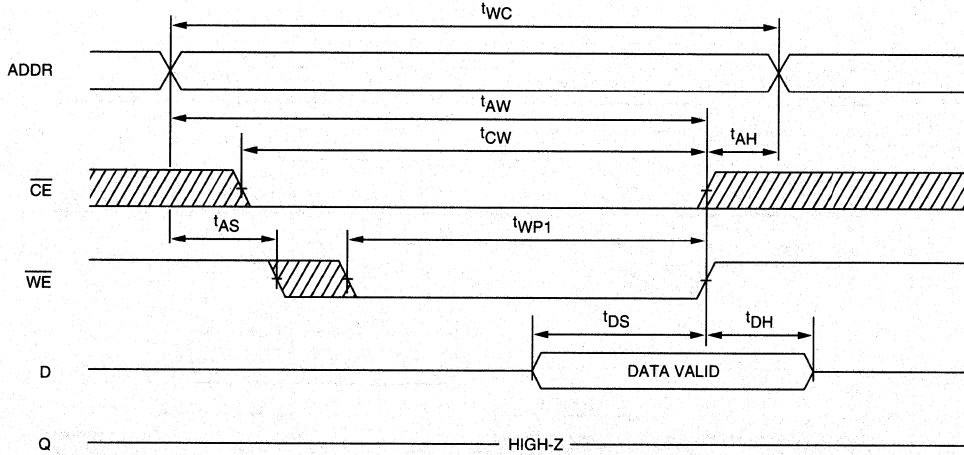 tWC
ADDR
tAW
tCW
tAH
CE
tAS
tWP1
WE
tDS
tDH
D
DATA VALID
Q
HIGH-Z